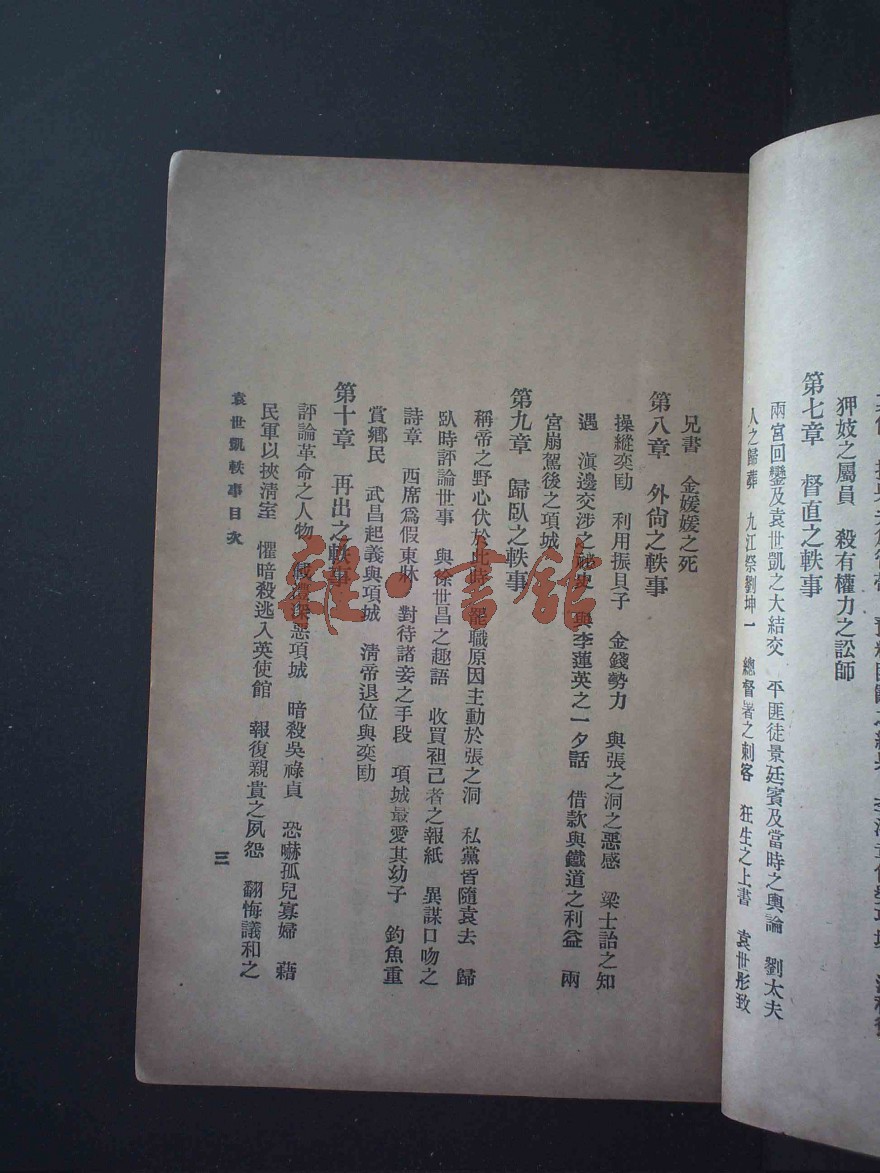 狎妓之屬員　殺有權力之訟師
第七章　督直之軼事
兩宮回鑾及袁世凱之大結交　平匪徒景廷賓及當時之輿論　劉太夫
人之歸葬　九江祭劉坤一　總督署之刺客　狂生之上書　袁世彤致
兄書　金媛媛之死
第八章　外尙之軼事
操縱奕劻　利用振貝子　金錢勢力　與張之洞之惡感　梁士詒之知
遇　滇邊交涉之祕史　與李蓮英之一夕話　借款與鐵道之利益　兩
宮崩駕後之項城
第九章　歸臥之軼事
稱帝之野心伏於此時　罷職原因主動於張之洞　私黨皆隨袁去　歸
臥時評論世事　與徐世昌之趣語　收買袒己者之報紙　異謀口吻之
詩章　西席爲假東牀　對待諸妾之手段　項城最愛其幼子　釣魚重
賞鄉民　武昌起義與項城　淸帝退位與奕劻
第十章　再出之軼事
評論革命之人物　惡項城　暗殺吳祿貞　恐嚇孤兒寡婦　藉
民軍以挾淸室　懼暗殺逃入英使館　報復親貴之夙怨　翻悔議和之
袁世凱軼事目次
三
雜·書館